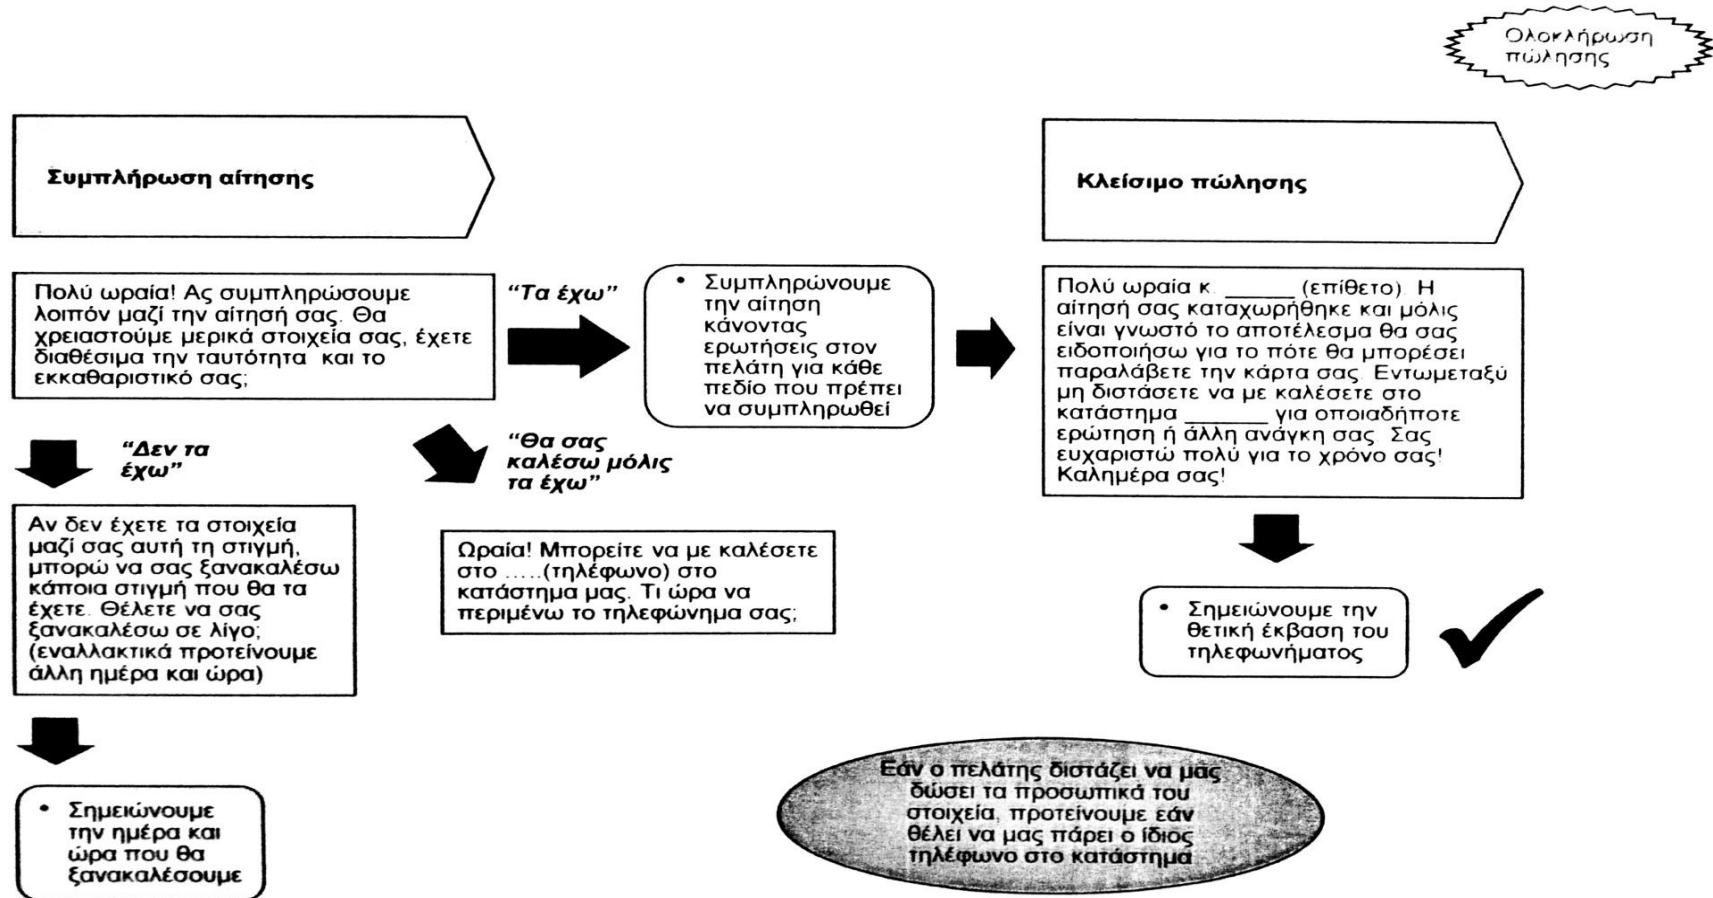 Ολοκλήρωση
πώλησης
Συμπλήρωση αίτησης
Κλείσιμο πώλησης
Πολύ ωραία! Ας συμπληρώσουμε
λοιπόν μαζί την αίτησή σας. Θα
χρειαστούμε μερικά στοιχεία σας, έχετε
διαθέσιμα την ταυτότητα και το
εκκαθαριστικό σας;
“Τα έχω”
• Συμπληρώνουμε
την αίτηση
κάνοντας
ερωτήσεις στον
πελάτη για κάθε
πεδίο που πρέπει
να συμπληρωθεί
Πολύ ωραία κ. ______ (επίθετο). Η
αίτησή σας καταχωρήθηκε και μόλις
είναι γνωστό το αποτέλεσμα θα σας
ειδοποιήσω για το πότε θα μπορέσει
παραλάβετε την κάρτα σας. Εντωμεταξύ
μη διστάσετε να με καλέσετε στο
κατάστημα _______ για οποιαδήποτε
ερώτηση ή άλλη ανάγκη σας. Σας
ευχαριστώ πολύ για το χρόνο σας!
Καλημέρα σας!
“Δεν τα
έχω”
“Θα σας
καλέσω μόλις
τα έχω”
Αν δεν έχετε τα στοιχεία
μαζί σας αυτή τη στιγμή,
μπορώ να σας ξανακαλέσω
κάποια στιγμή που θα τα
έχετε. Θέλετε να σας
ξανακαλέσω σε λίγο;
(εναλλακτικά προτείνουμε
άλλη ημέρα και ώρα)
Ωραία! Μπορείτε να με καλέσετε
στο .....(τηλέφωνο) στο
κατάστημα μας. Τι ώρα να
περιμένω το τηλεφώνημα σας;
• Σημειώνουμε την
θετική έκβαση του
τηλεφωνήματος
• Σημειώνουμε
την ημέρα και
ώρα που θα
ξανακαλέσουμε
Εάν ο πελάτης διστάζει να μας
δώσει τα προσωπικά του
στοιχεία, προτείνουμε εάν
θέλει να μας πάρει ο ίδιος
τηλέφωνο στο κατάστημα